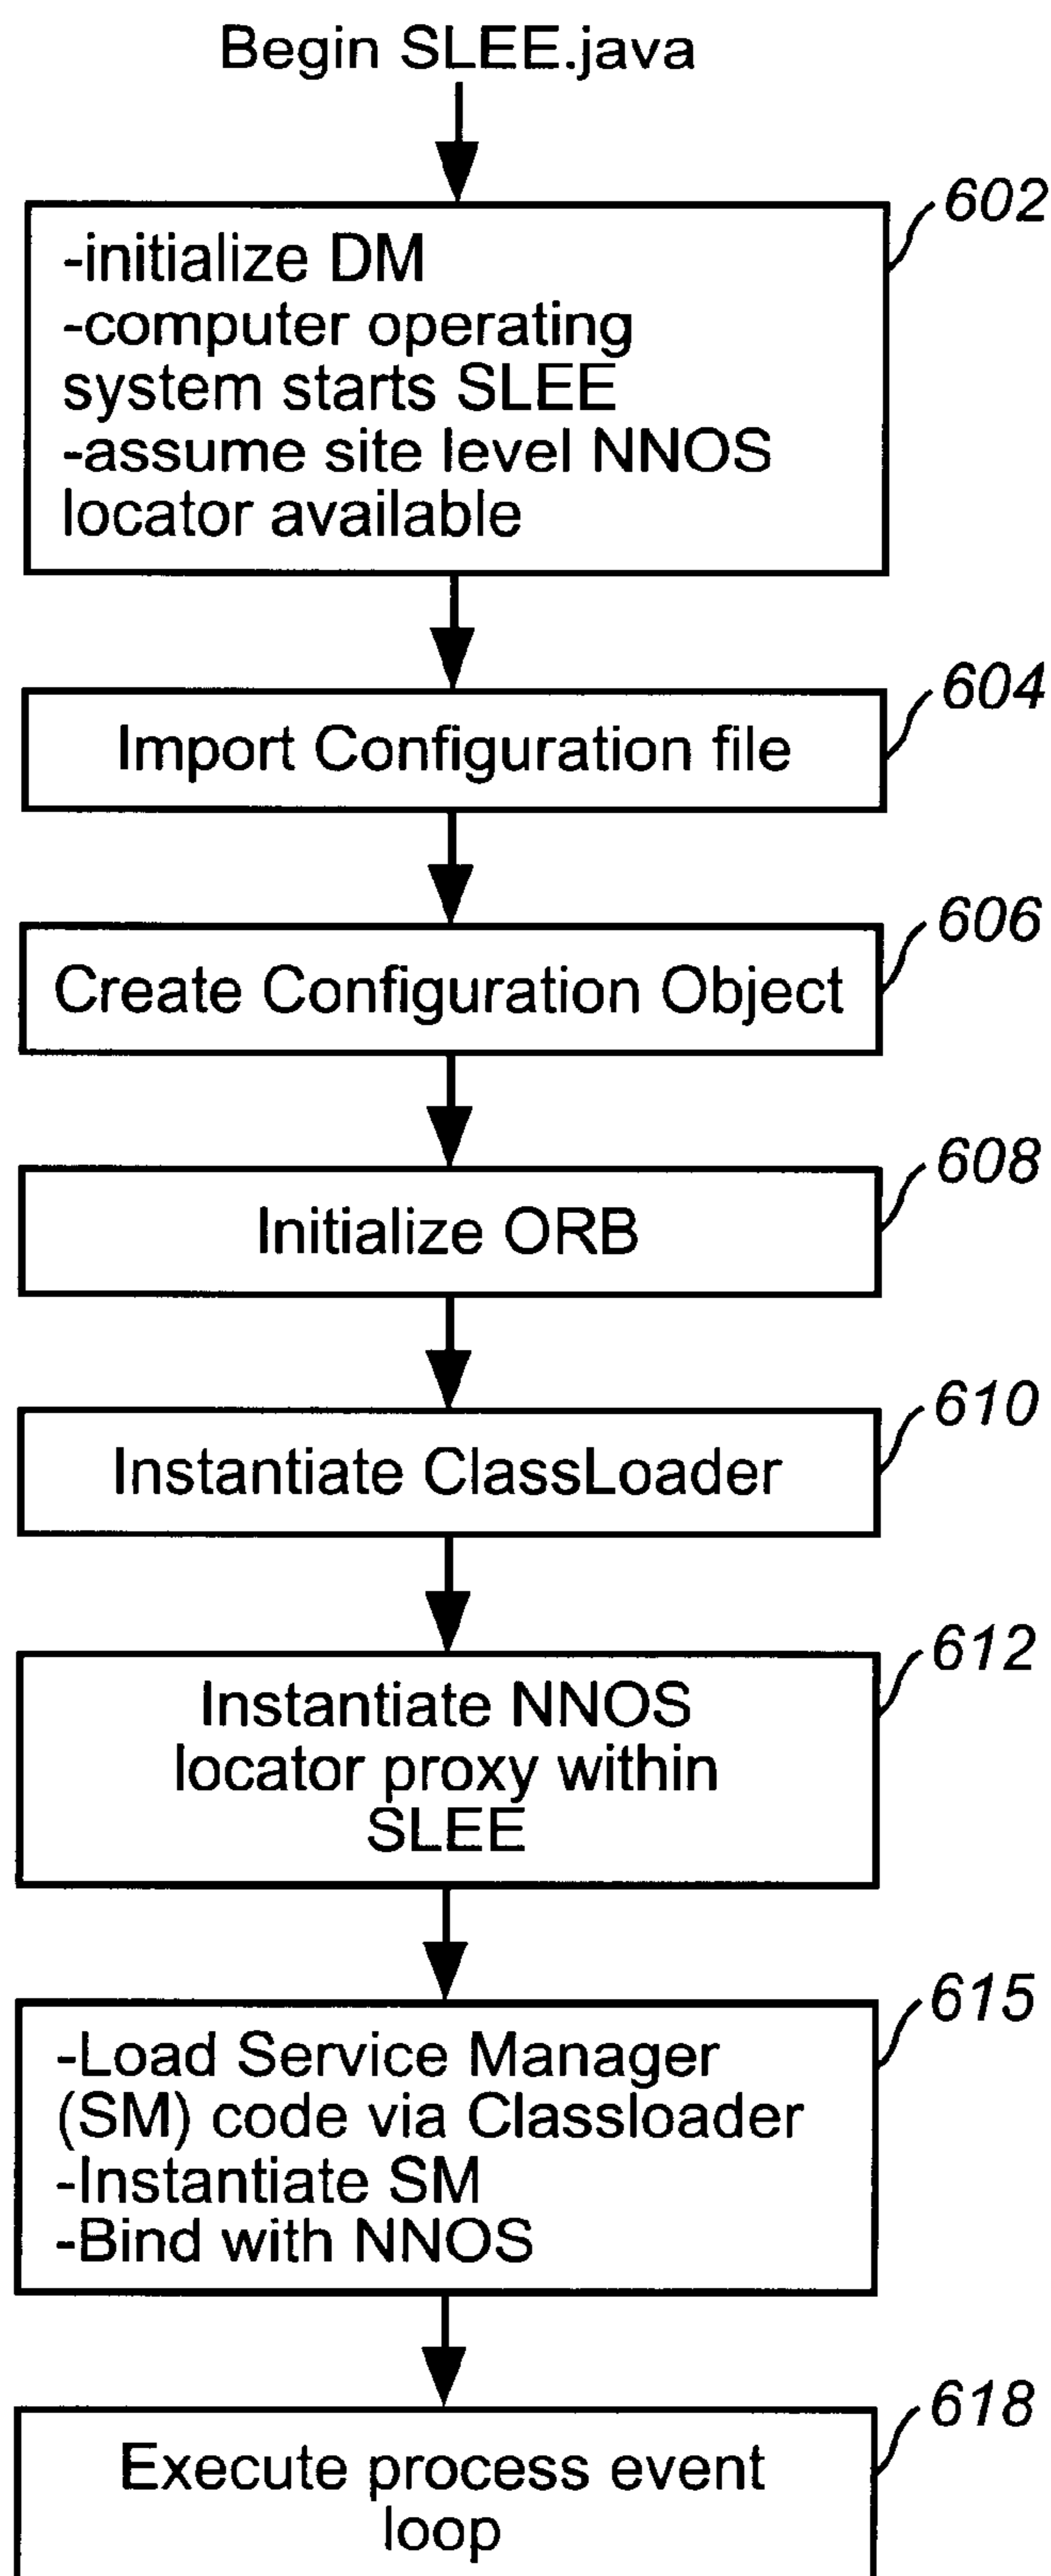 Begin SLEE.java
602
-initialize DM
-computer operating
system starts SLEE
-assume site level NNOS
locator available
604
Import Configuration file
606
Create Configuration Object
608
Initialize ORB
610
Instantiate ClassLoader
612
Instantiate NNOS
locator proxy within
SLEE
615
-Load Service Manager
(SM) code via Classloader
-Instantiate SM
-Bind with NNOS
618
Execute process event
loop